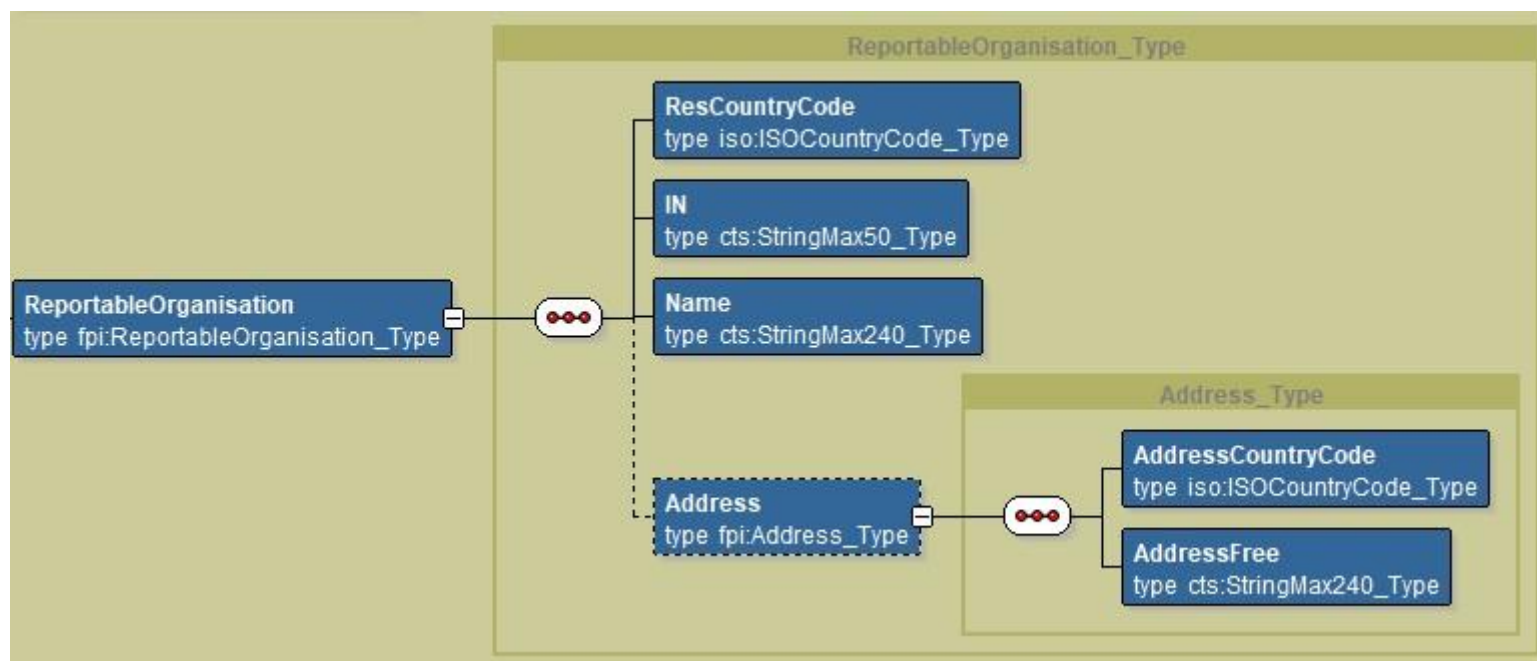 ReportableOrganisation_Type
ResCountryCode
type iso:ISOCountryCode_Type
IN
type cts:StringMax50_Type
ReportableOrganisation
type fpi:ReportableOrganisation_Type
Name
type cts:StringMax240_Type
Address_Type
AddressCountryCode
type iso:ISOCountryCode_Type
Address
type fpi:Address_Type
AddressFree
type cts:StringMax240_Type